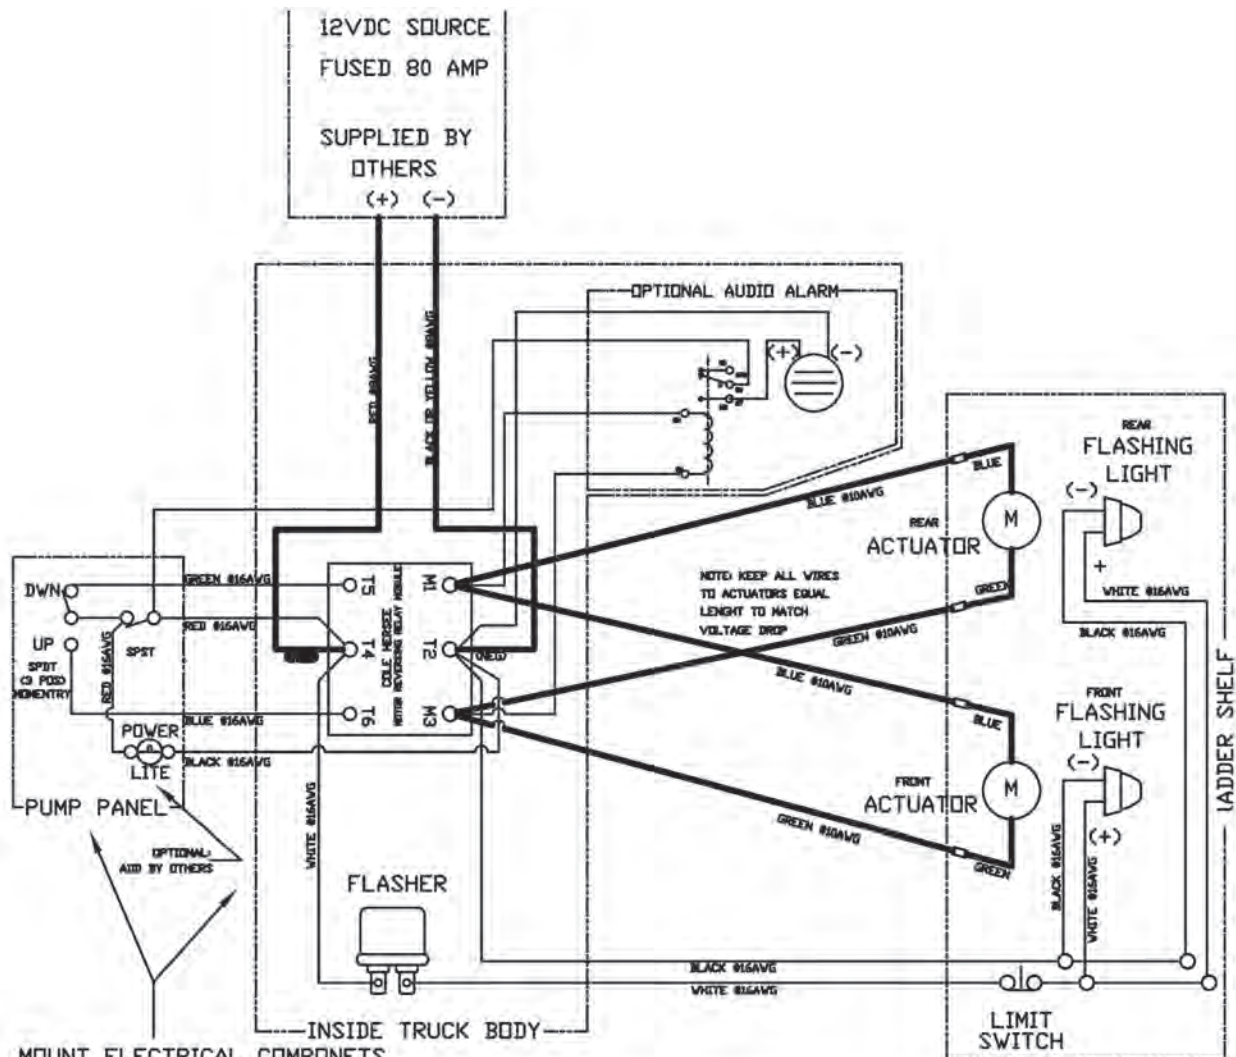 12VDC SOURCE
FUSED 80 AMP
SUPPLIED BY
OTHERS
(+) (-)
OPTIONAL AUDIO ALARM
(+)
(-)
RED @8AWG
BLACK OR YELLOW @8AWG
REAR
FLASHING
LIGHT
(-)
+
WHITE @16AWG
BLACK @16AWG
BLUE
BLUE @10AWG
REAR
ACTUATOR
M
GREEN
GREEN @10AWG
NOTE: KEEP ALL WIRES
TO ACTUATORS EQUAL
LENGHT TO MATCH
VOLTAGE DROP
DWN
UP
SPDT
(3 POS)
MOMENTRY
SPST
GREEN @16AWG
RED @16AWG
RED @16AWG
BLUE @16AWG
BLACK @16AWG
POWER
LITE
PUMP PANEL
T5
T4
T6
COLE HERSEE
MOTOR REVERSING RELAY MODULE
M1
T2
M3
(NEG)
BLUE @10AWG
BLUE
FRONT
FLASHING
LIGHT
(-)
(+)
FRONT
ACTUATOR
M
GREEN @10AWG
GREEN
LADDER SHELF
OPTIONAL:
ADD BY OTHERS
WHITE @16AWG
FLASHER
BLACK @16AWG
WHITE @16AWG
BLACK @16AWG
WHITE @16AWG
INSIDE TRUCK BODY
LIMIT
SWITCH
MOUNT ELECTRICAL COMPONETS